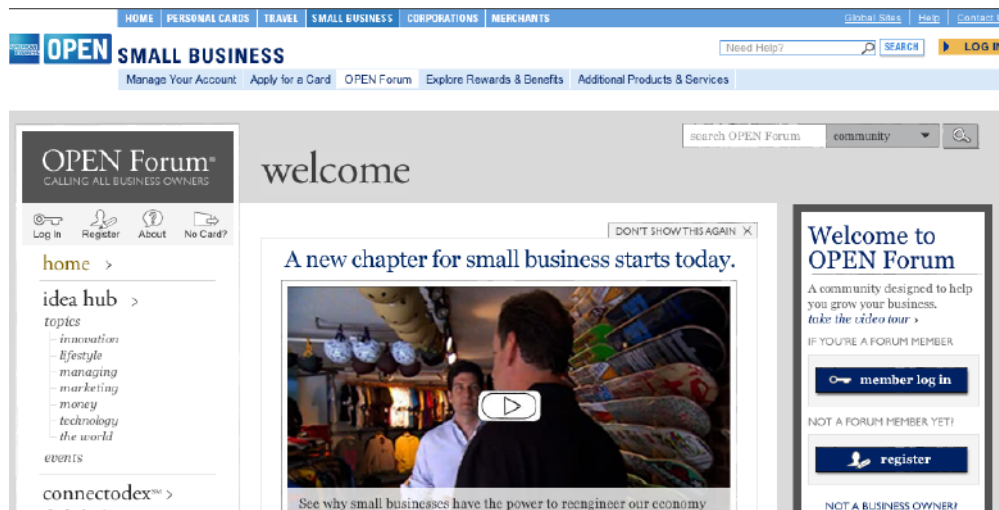 HOME PERSONAL CARDS TRAVEL SMALL BUSINESS CORPORATIONS MERCHANTS
Global Sites Help Contact
AMERICAN EXPRESS
OPEN SMALL BUSINESS
Need Help? SEARCH LOG IN
Manage Your Account Apply for a Card OPEN Forum Explore Rewards & Benefits Additional Products & Services
search OPEN Forum community
OPEN Forum®
CALLING ALL BUSINESS OWNERS
Log In Register About No Card?
home >
idea hub >
topics
innovation
lifestyle
managing
marketing
money
technology
the world
events
connectodex℠ >
welcome
DON'T SHOW THIS AGAIN X
A new chapter for small business starts today.
See why small businesses have the power to reengineer our economy
Welcome to
OPEN Forum
A community designed to help
you grow your business.
take the video tour >
IF YOU'RE A FORUM MEMBER
member log in
NOT A FORUM MEMBER YET?
register
NOT A BUSINESS OWNER?